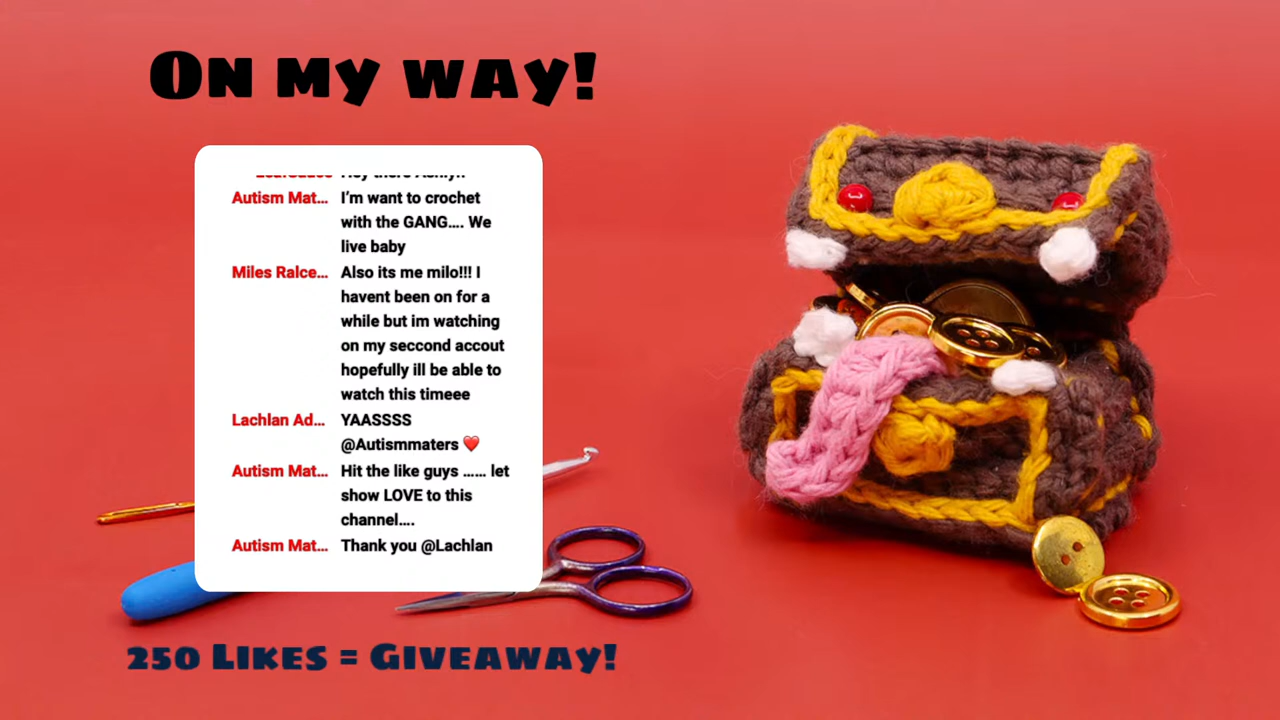 On my way!
Autism Mat... I'm want to crochet
with the GANG.... We
live baby
Miles Ralce... Also its me milo!!! I
havent been on for a
while but im watching
on my seccond accout
hopefully ill be able to
watch this timeee
Lachlan Ad... YAASSSS
@Autismmaters ❤️
Autism Mat... Hit the like guys ...... let
show LOVE to this
channel....
Autism Mat... Thank you @Lachlan
250 Likes = Giveaway!